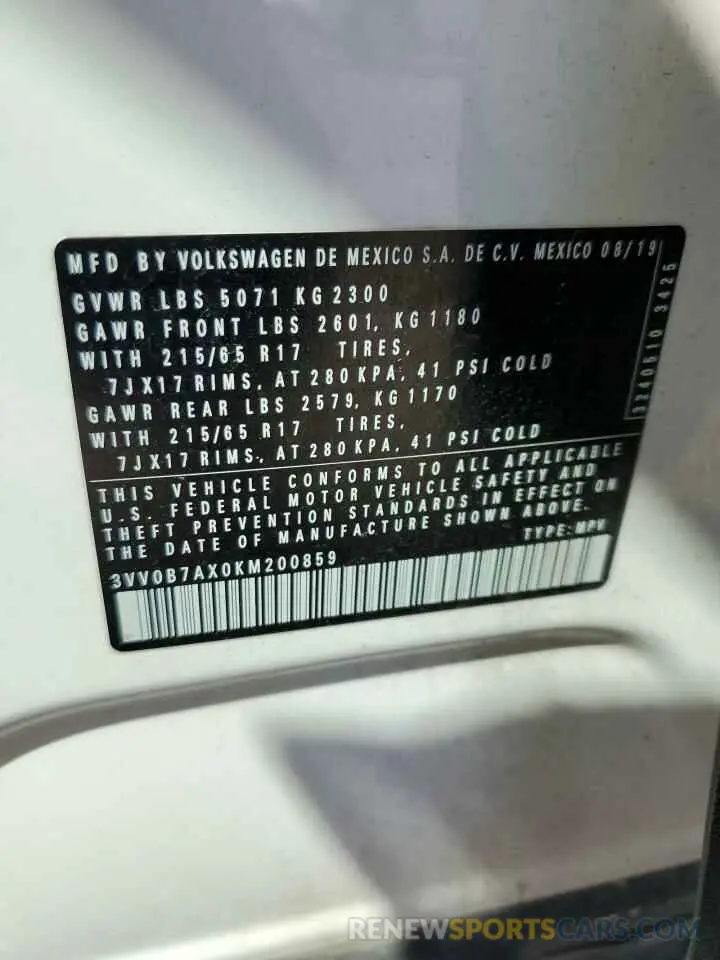 MFD BY VOLKSWAGEN DE MEXICO S.A. DE C.V. MEXICO 08/19
GVWR LBS 5071 KG 2300
GAWR FRONT LBS 2601, KG 1180
WITH 215/65 R17 TIRES,
7JX17 RIMS, AT 280 KPA, 41 PSI COLD
GAWR REAR LBS 2579, KG 1170
WITH 215/65 R17 TIRES,
7JX17 RIMS, AT 280 KPA, 41 PSI COLD
3240510 3425
THIS VEHICLE CONFORMS TO ALL APPLICABLE
U.S. FEDERAL MOTOR VEHICLE SAFETY AND
THEFT PREVENTION STANDARDS IN EFFECT ON
THE DATE OF MANUFACTURE SHOWN ABOVE.
TYPE: MPV
3VV0B7AX0KM200859
RENEWSPORTSCARS.COM